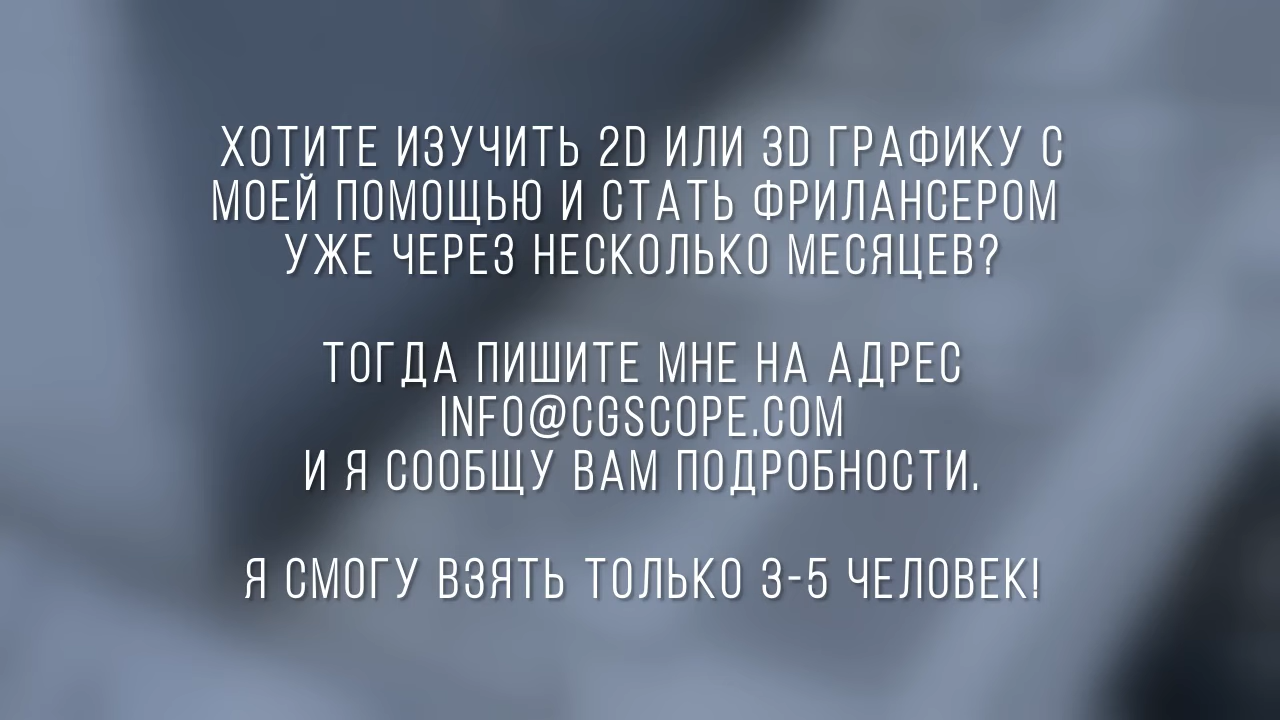 ХОТИТЕ ИЗУЧИТЬ 2D ИЛИ 3D ГРАФИКУ С
МОЕЙ ПОМОЩЬЮ И СТАТЬ ФРИЛАНСЕРОМ
УЖЕ ЧЕРЕЗ НЕСКОЛЬКО МЕСЯЦЕВ?
ТОГДА ПИШИТЕ МНЕ НА АДРЕС
INFO@CGSCOPE.COM
И Я СООБЩУ ВАМ ПОДРОБНОСТИ.
Я СМОГУ ВЗЯТЬ ТОЛЬКО 3-5 ЧЕЛОВЕК!